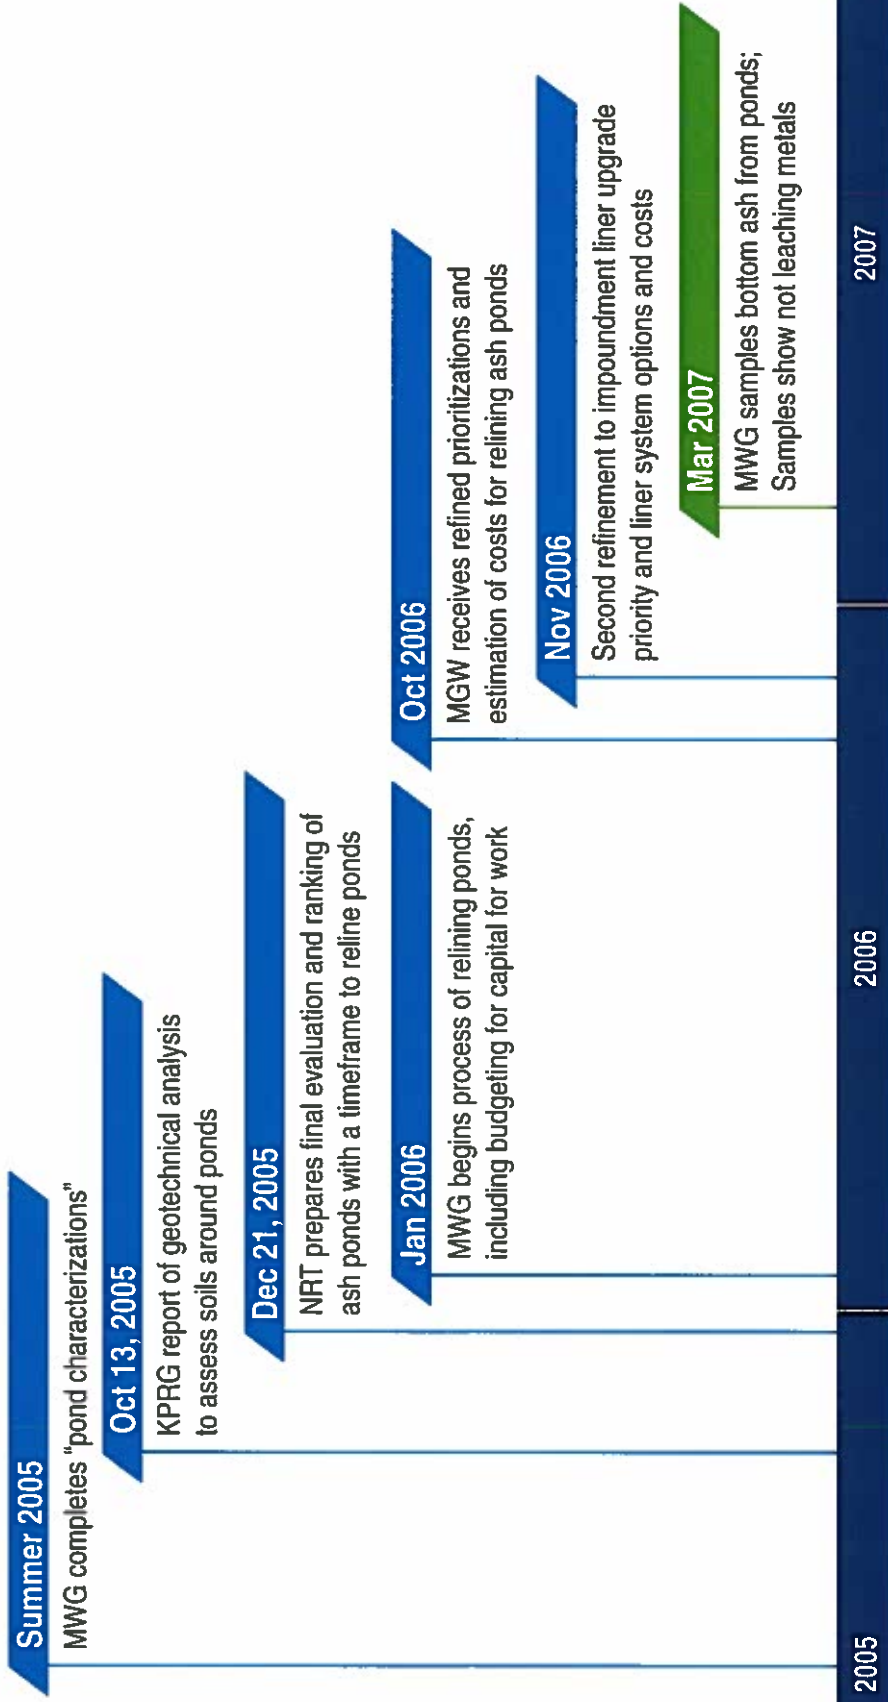 Summer 2005
MWG completes “pond characterizations”
Oct 13, 2005
KPRG report of geotechnical analysis
to assess soils around ponds
Dec 21, 2005
NRT prepares final evaluation and ranking of
ash ponds with a timeframe to reline ponds
Jan 2006
MWG begins process of relining ponds,
including budgeting for capital for work
Oct 2006
MGW receives refined prioritizations and
estimation of costs for relining ash ponds
Nov 2006
Second refinement to impoundment liner upgrade
priority and liner system options and costs
Mar 2007
MWG samples bottom ash from ponds;
Samples show not leaching metals
2005
2006
2007